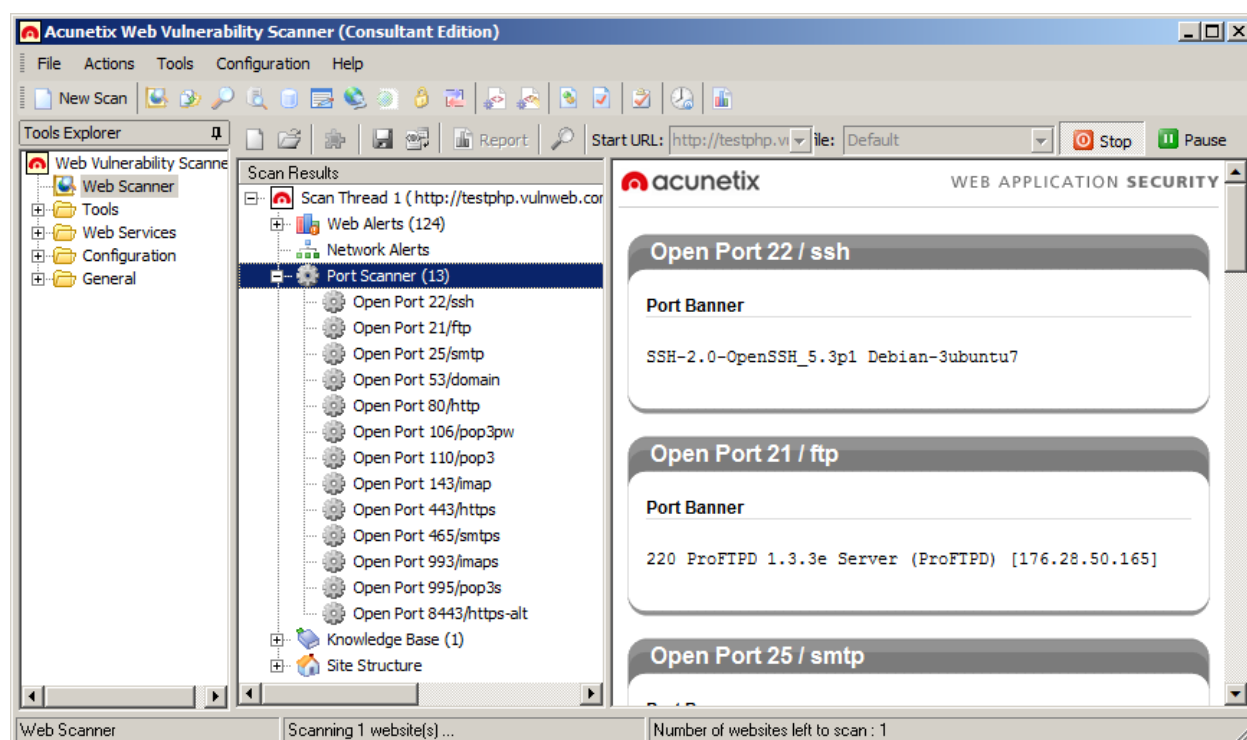 Acunetix Web Vulnerability Scanner (Consultant Edition)
File Actions Tools Configuration Help
New Scan
Tools Explorer
Report
Start URL: http://testphp.vu file: Default
Stop
Pause
Web Vulnerability Scanne
Web Scanner
Tools
Web Services
Configuration
General
Scan Results
Scan Thread 1 ( http://testphp.vulnweb.com
Web Alerts (124)
Network Alerts
Port Scanner (13)
Open Port 22/ssh
Open Port 21/ftp
Open Port 25/smtp
Open Port 53/domain
Open Port 80/http
Open Port 106/pop3pw
Open Port 110/pop3
Open Port 143/imap
Open Port 443/https
Open Port 465/smtps
Open Port 993/imaps
Open Port 995/pop3s
Open Port 8443/https-alt
Knowledge Base (1)
Site Structure
acunetix WEB APPLICATION SECURITY
Open Port 22 / ssh
Port Banner
SSH-2.0-OpenSSH_5.3p1 Debian-3ubuntu7
Open Port 21 / ftp
Port Banner
220 ProFTPD 1.3.3e Server (ProFTPD) [176.28.50.165]
Open Port 25 / smtp
Web Scanner
Scanning 1 website(s) ...
Number of websites left to scan : 1